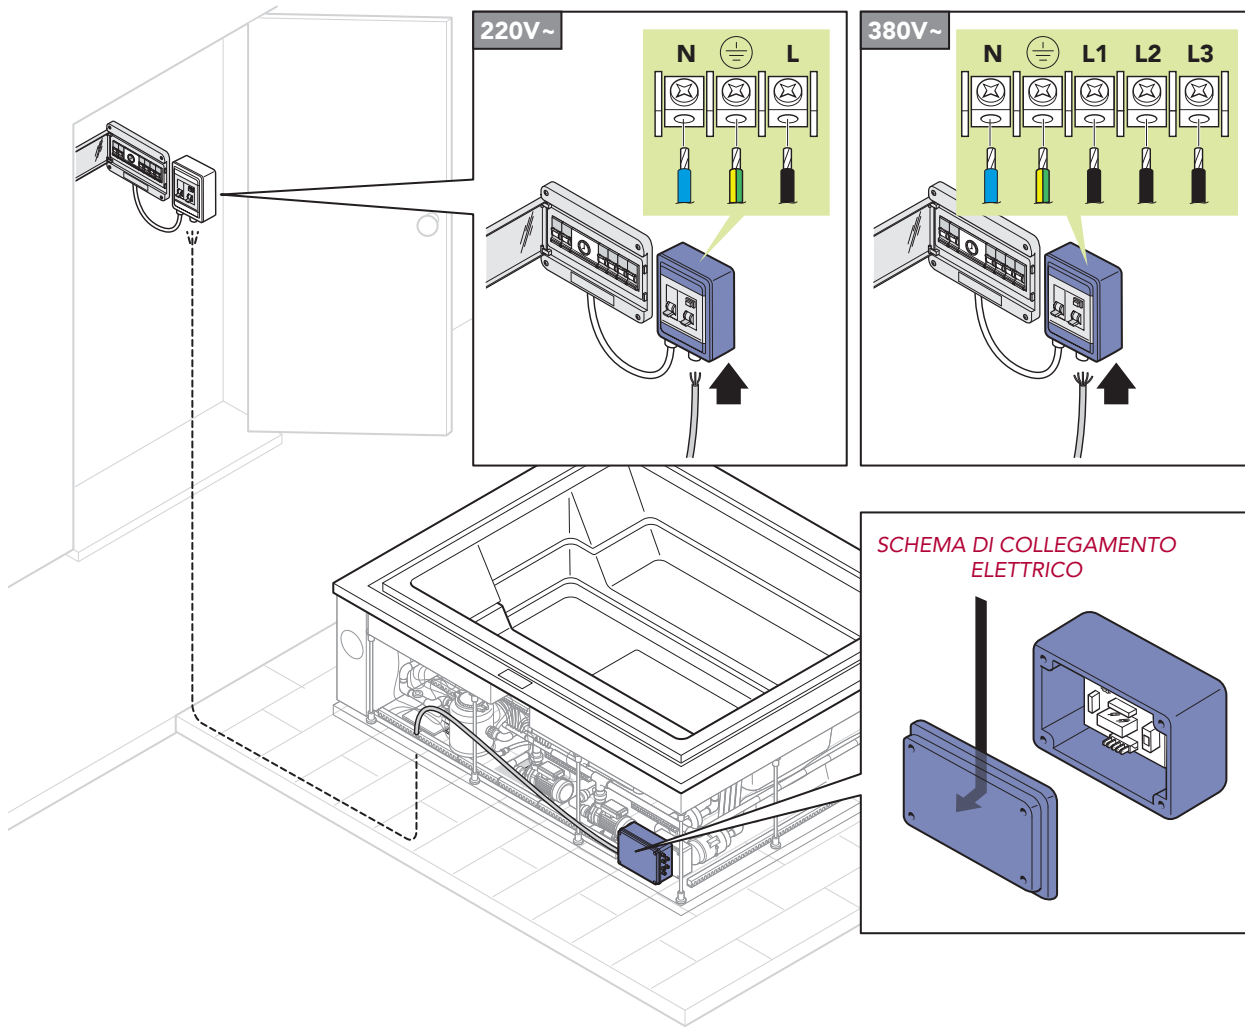 220V~
N L
380V~
N L1 L2 L3
SCHEMA DI COLLEGAMENTO
ELETTRICO